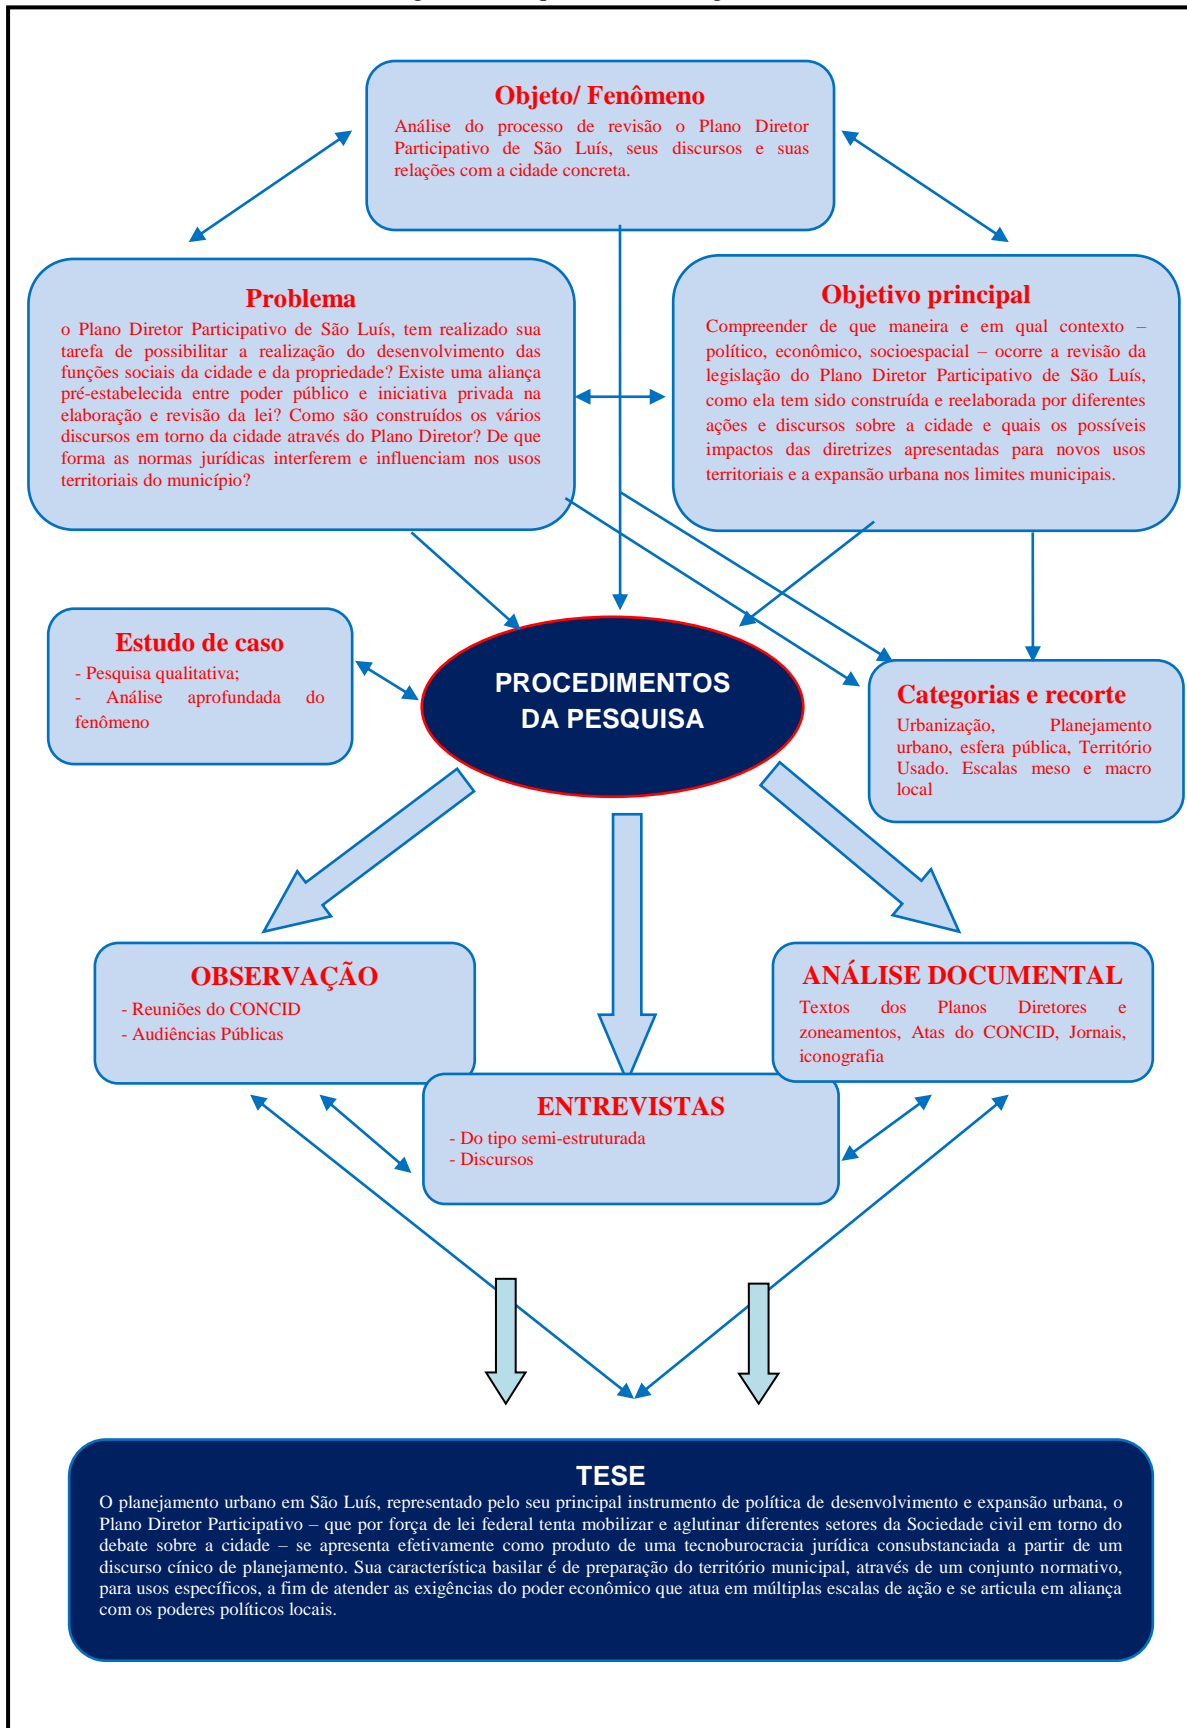 Objeto/ Fenômeno
Análise do processo de revisão o Plano Diretor
Participativo de São Luís, seus discursos e suas
relações com a cidade concreta.
Problema
o Plano Diretor Participativo de São Luís, tem realizado sua
tarefa de possibilitar a realização do desenvolvimento das
funções sociais da cidade e da propriedade? Existe uma aliança
pré-estabelecida entre poder público e iniciativa privada na
elaboração e revisão da lei? Como são construídos os vários
discursos em torno da cidade através do Plano Diretor? De que
forma as normas jurídicas interferem e influenciam nos usos
territoriais do município?
Objetivo principal
Compreender de que maneira e em qual contexto –
político, econômico, socioespacial – ocorre a revisão da
legislação do Plano Diretor Participativo de São Luís,
como ela tem sido construída e reelaborada por diferentes
ações e discursos sobre a cidade e quais os possíveis
impactos das diretrizes apresentadas para novos usos
territoriais e a expansão urbana nos limites municipais.
Estudo de caso
- Pesquisa qualitativa;
- Análise aprofundada do
fenômeno
PROCEDIMENTOS
DA PESQUISA
Categorias e recorte
Urbanização, Planejamento
urbano, esfera pública, Território
Usado. Escalas meso e macro
local
OBSERVAÇÃO
- Reuniões do CONCID
- Audiências Públicas
ANÁLISE DOCUMENTAL
Textos dos Planos Diretores e
zoneamentos, Atas do CONCID, Jornais,
iconografia
ENTREVISTAS
- Do tipo semi-estruturada
- Discursos
TESE
O planejamento urbano em São Luís, representado pelo seu principal instrumento de política de desenvolvimento e expansão urbana, o
Plano Diretor Participativo – que por força de lei federal tenta mobilizar e aglutinar diferentes setores da Sociedade civil em torno do
debate sobre a cidade – se apresenta efetivamente como produto de uma tecnoburocracia jurídica consubstanciada a partir de um
discurso cínico de planejamento. Sua característica basilar é de preparação do território municipal, através de um conjunto normativo,
para usos específicos, a fim de atender as exigências do poder econômico que atua em múltiplas escalas de ação e se articula em aliança
com os poderes políticos locais.